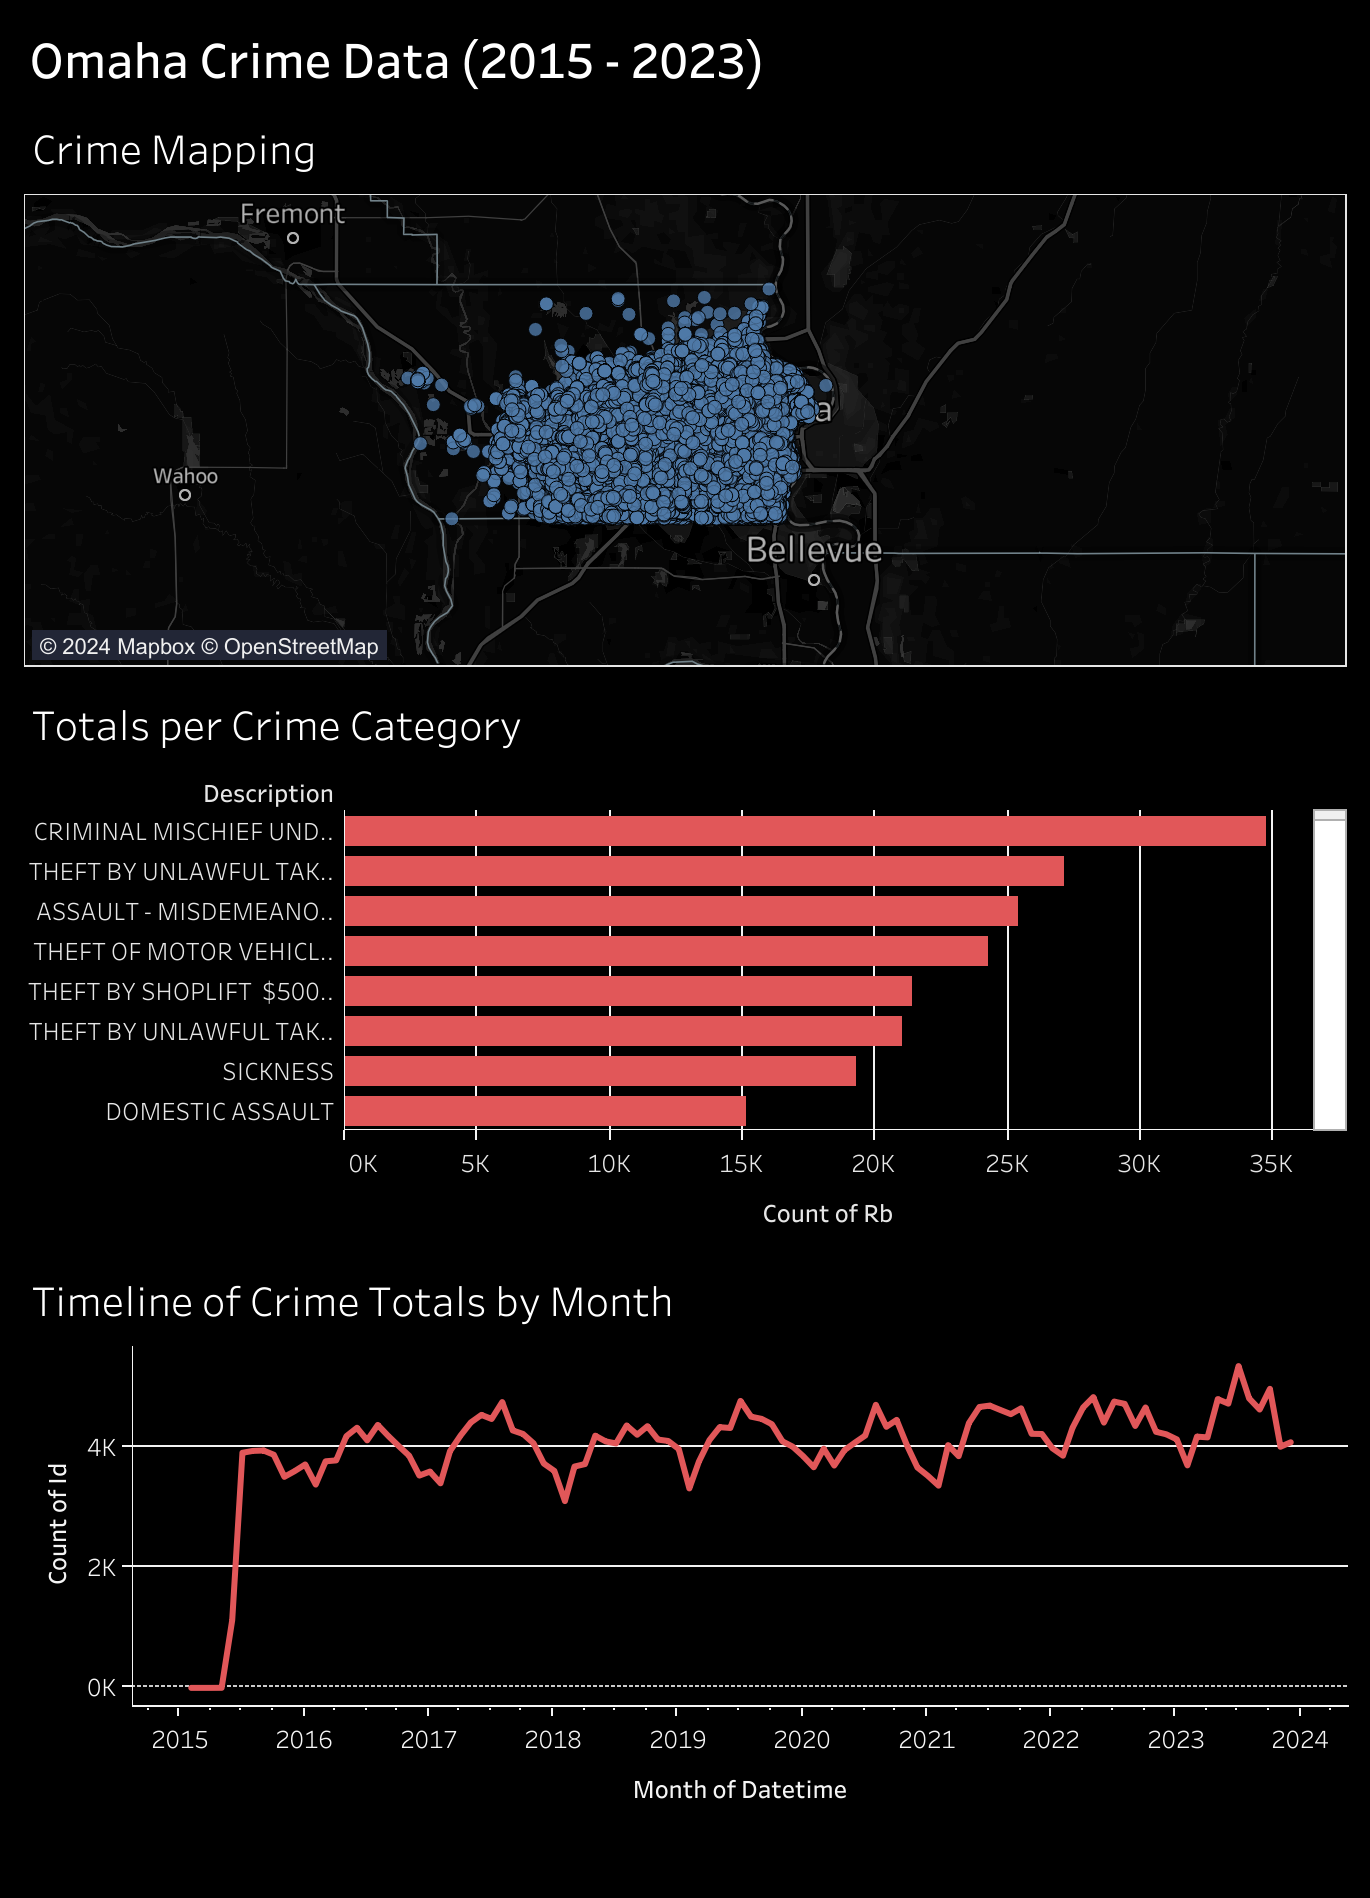 Omaha Crime Data (2015 - 2023)
Crime Mapping
Fremont
Wahoo
a
Bellevue
© 2024 Mapbox © OpenStreetMap
Totals per Crime Category
Description
CRIMINAL MISCHIEF UND..
THEFT BY UNLAWFUL TAK..
ASSAULT - MISDEMEANO..
THEFT OF MOTOR VEHICL..
THEFT BY SHOPLIFT  $500..
THEFT BY UNLAWFUL TAK..
SICKNESS
DOMESTIC ASSAULT
0K 5K 10K 15K 20K 25K 30K 35K
Count of Rb
Timeline of Crime Totals by Month
4K
2K
0K
Count of Id
2015 2016 2017 2018 2019 2020 2021 2022 2023 2024
Month of Datetime